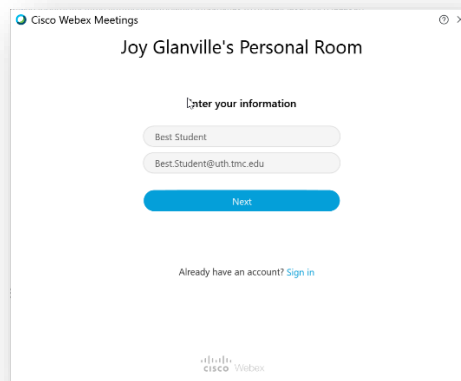 Cisco Webex Meetings
Joy Glanville's Personal Room
Enter your information
Best Student
Best.Student@uth.tmc.edu
Next
Already have an account? Sign in
cisco Webex